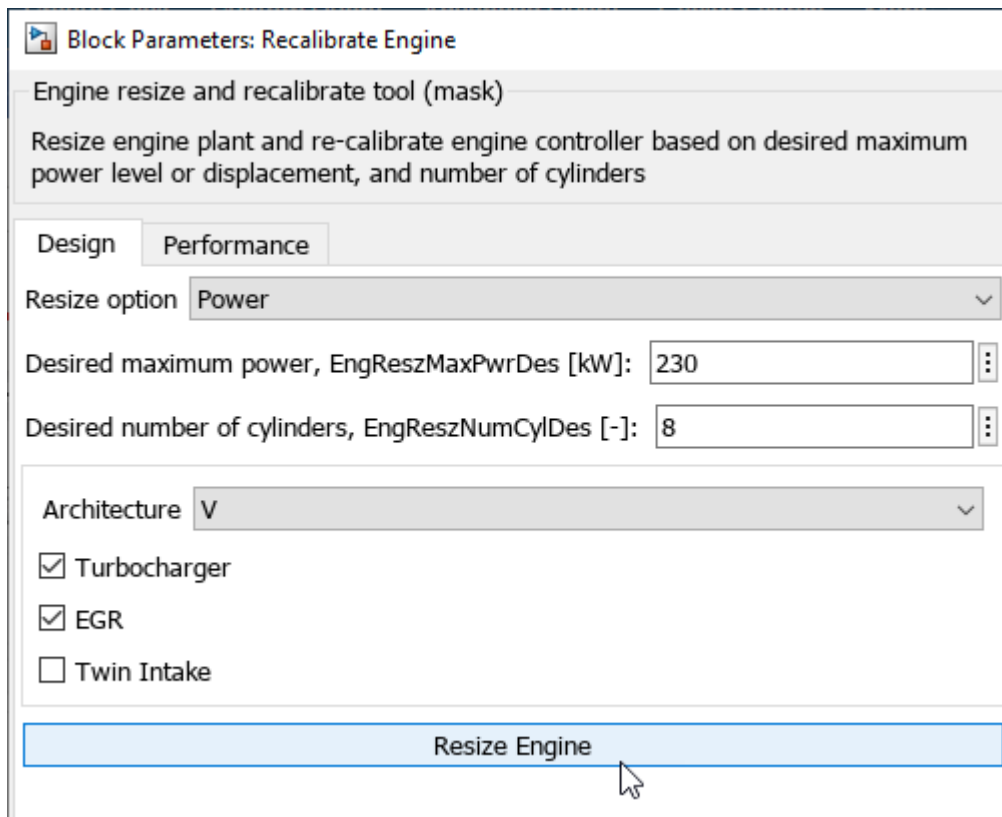 Block Parameters: Recalibrate Engine
Engine resize and recalibrate tool (mask)
Resize engine plant and re-calibrate engine controller based on desired maximum
power level or displacement, and number of cylinders
Design Performance
Resize option Power
Desired maximum power, EngReszMaxPwrDes [kW]: 230
Desired number of cylinders, EngReszNumCylDes [-]: 8
Architecture V
Turbocharger
EGR
Twin Intake
Resize Engine